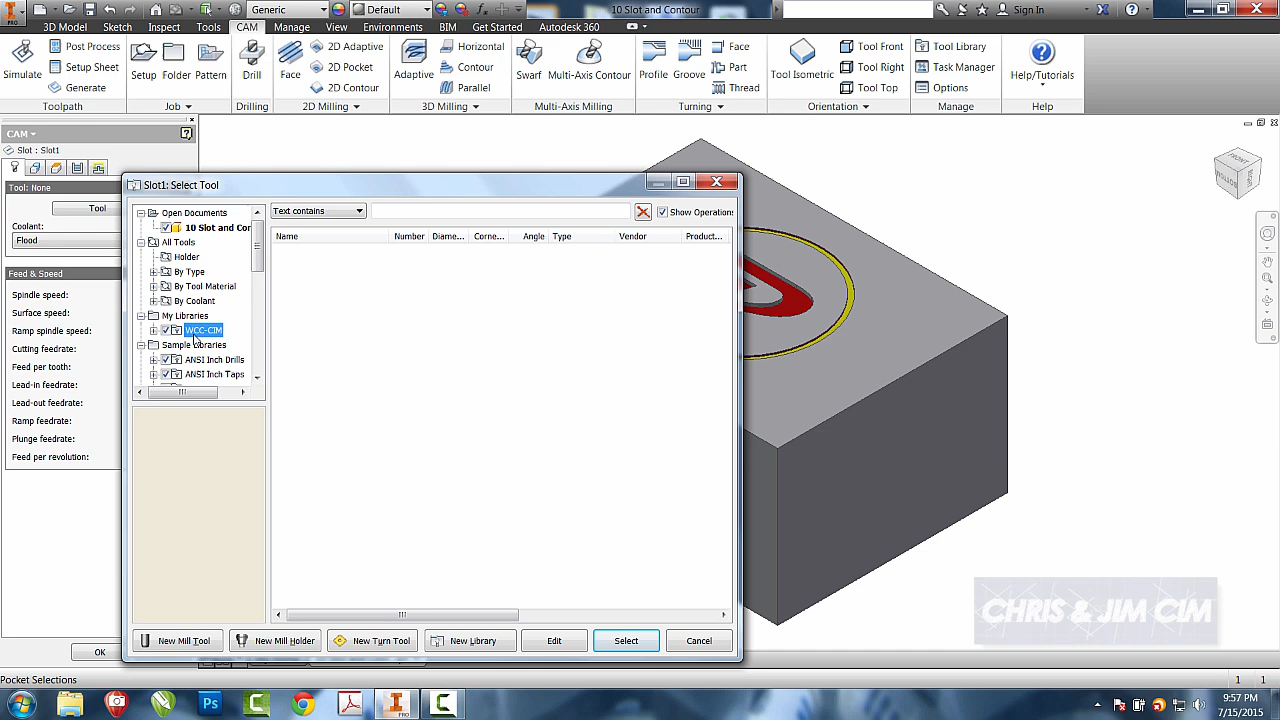 PRO
Generic
Default
10 Slot and Contour
Sign In
3D Model Sketch Inspect Tools CAM Manage View Environments BIM Get Started Autodesk 360
Simulate
Post Process
Setup Sheet
Generate
Toolpath
Setup
Folder
Job
Drill
Drilling
Face
2D Adaptive
2D Pocket
2D Contour
2D Milling
Adaptive
Horizontal
Contour
Parallel
3D Milling
Swarf
Multi-Axis Contour
Multi-Axis Milling
Profile
Groove
Face
Part
Thread
Turning
Tool Isometric
Tool Front
Tool Right
Tool Top
Orientation
Tool Library
Task Manager
Options
Manage
Help/Tutorials
Help
CAM
Slot : Slot1
Tool: None
Tool
Coolant:
Flood
Feed & Speed
Spindle speed:
Surface speed:
Ramp spindle speed:
Cutting feedrate:
Feed per tooth:
Lead-in feedrate:
Lead-out feedrate:
Ramp feedrate:
Plunge feedrate:
Feed per revolution:
OK
Slot1: Select Tool
Open Documents
10 Slot and Cor
All Tools
Holder
By Type
By Tool Material
By Coolant
My Libraries
WCC-CIM
Sample Libraries
ANSI Inch Drills
ANSI Inch Taps
Text contains
Show Operations
Name Number Diame... Corne... Angle Type Vendor Product...
New Mill Tool
New Mill Holder
New Turn Tool
New Library
Edit
Select
Cancel
FRONT
BOTTOM
CHRIS & JIM CIM
Pocket Selections
1 1
Ps
PRO
9:57 PM
7/15/2015